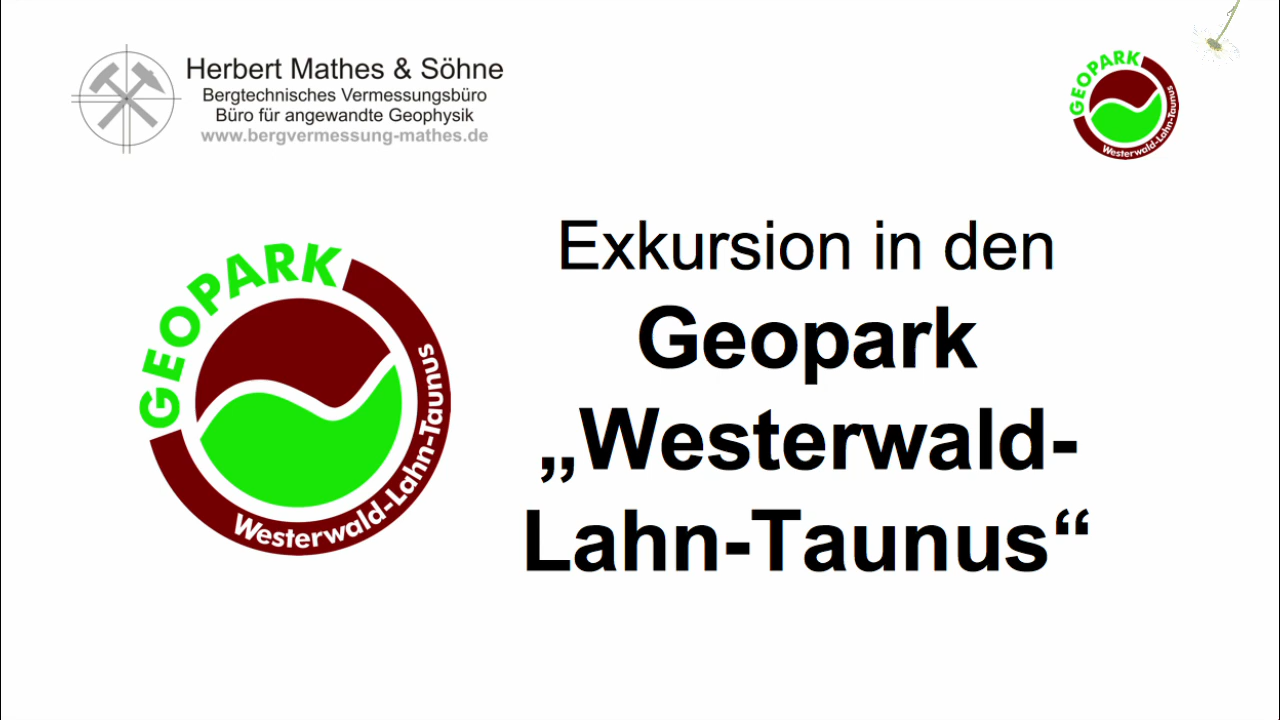 Herbert Mathes & Söhne
Bergtechnisches Vermessungsbüro
Büro für angewandte Geophysik
www.bergvermessung-mathes.de
GEOPARK
Westerwald-Lahn-Taunus
GEOPARK
Westerwald-Lahn-Taunus
Exkursion in den
Geopark
„Westerwald-
Lahn-Taunus“